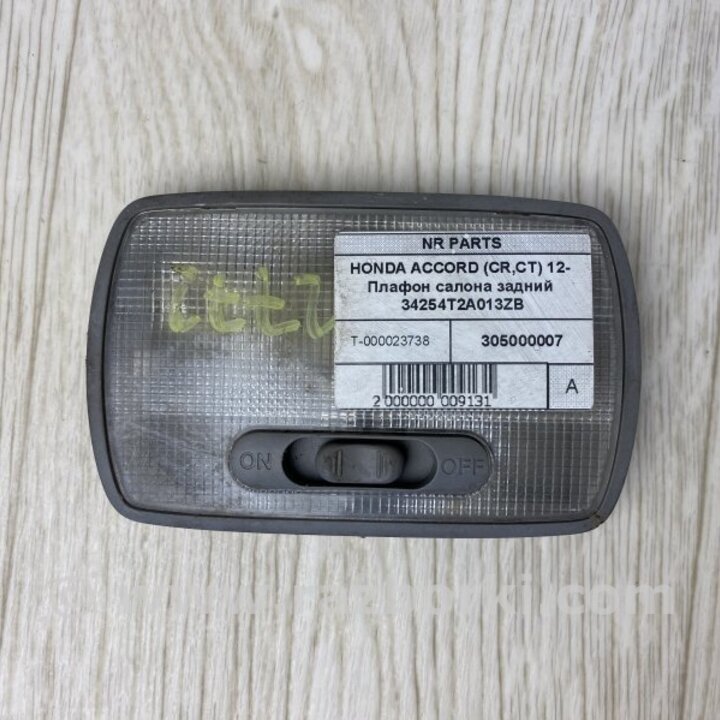 NR PARTS
HONDA ACCORD (CR,CT) 12-
Плафон салона задний
34254T2A013ZB
T-000023738 305000007
2 000000 009131
A
ON OFF